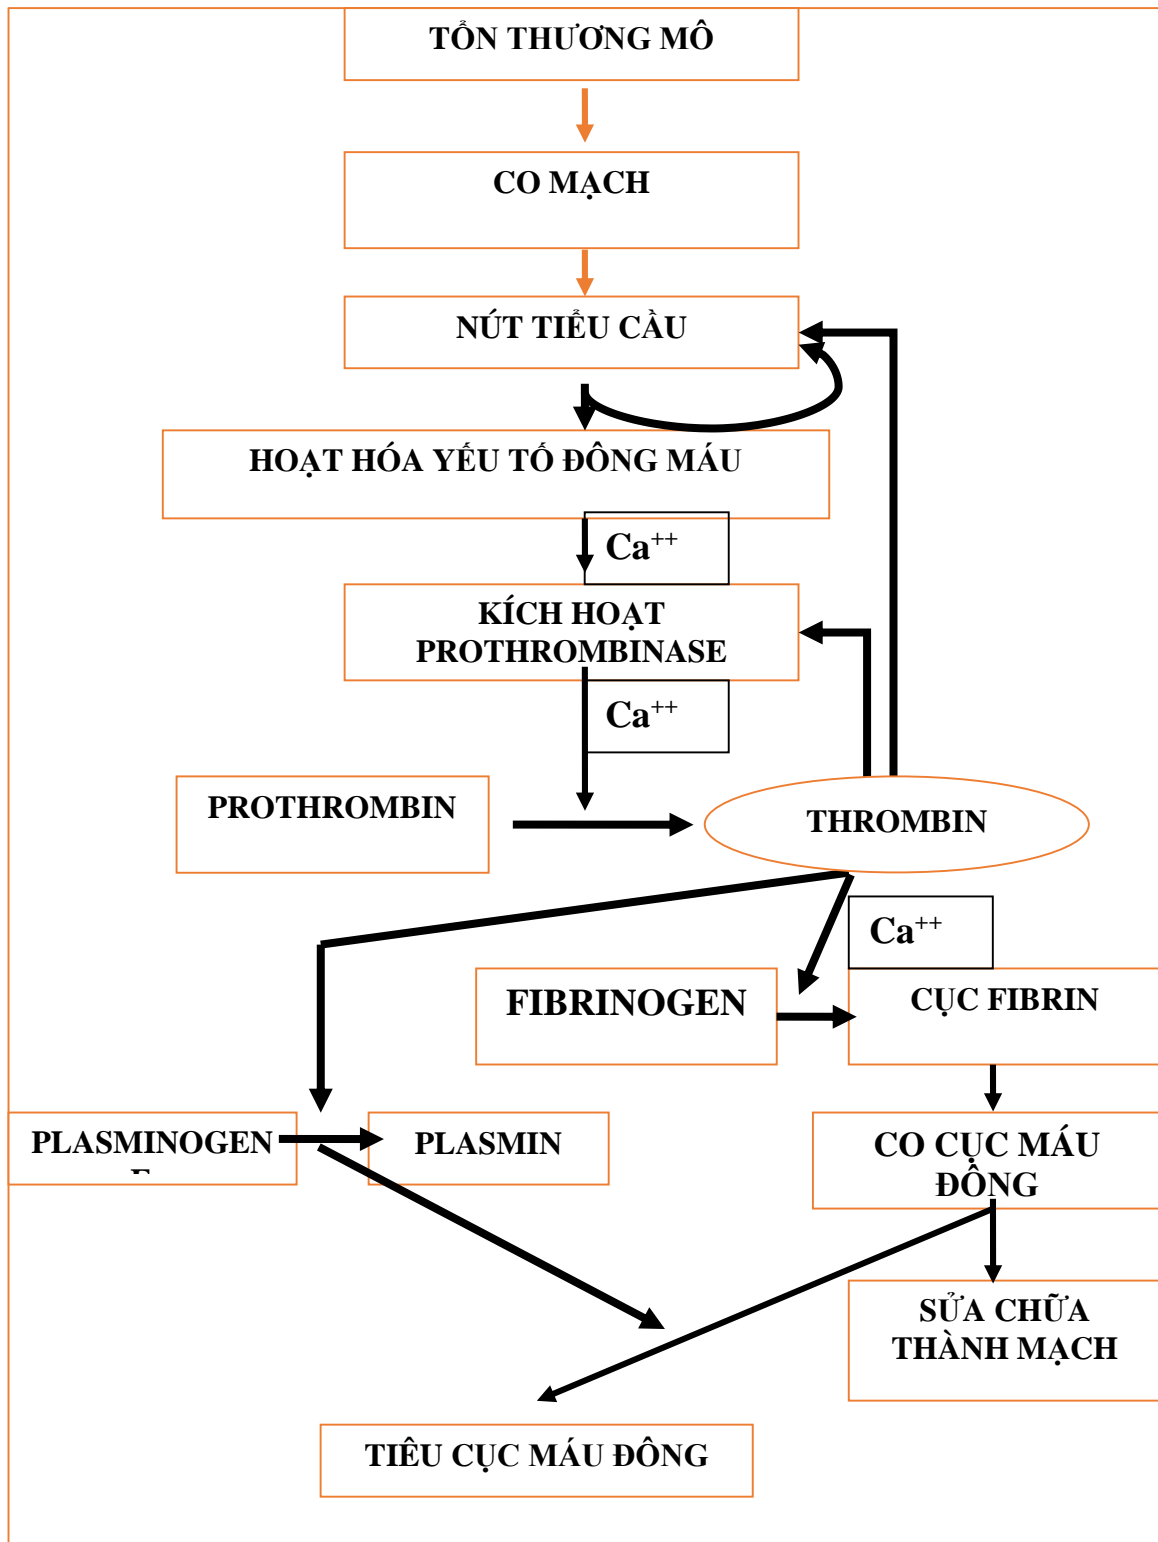 TỔN THƯƠNG MÔ
CO MẠCH
NÚT TIỂU CẦU
HOẠT HÓA YẾU TỐ ĐÔNG MÁU
Ca⁺⁺
KÍCH HOẠT
PROTHROMBINASE
Ca⁺⁺
PROTHROMBIN
THROMBIN
Ca⁺⁺
FIBRINOGEN
CỤC FIBRIN
PLASMINOGEN
PLASMIN
CO CỤC MÁU
ĐÔNG
SỬA CHỮA
THÀNH MẠCH
TIÊU CỤC MÁU ĐÔNG